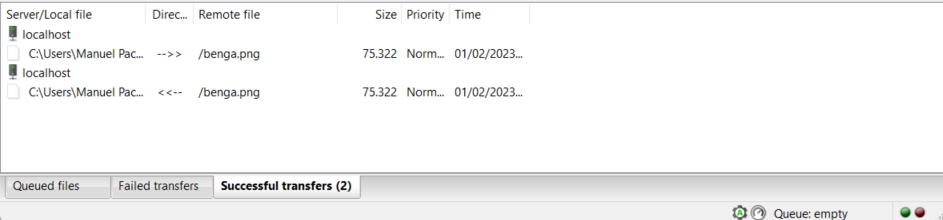 Server/Local file Direc... Remote file Size Priority Time
localhost
C:\Users\Manuel Pac... -->> /benga.png 75.322 Norm... 01/02/2023...
localhost
C:\Users\Manuel Pac... <<-- /benga.png 75.322 Norm... 01/02/2023...
Queued files Failed transfers Successful transfers (2)
A Queue: empty